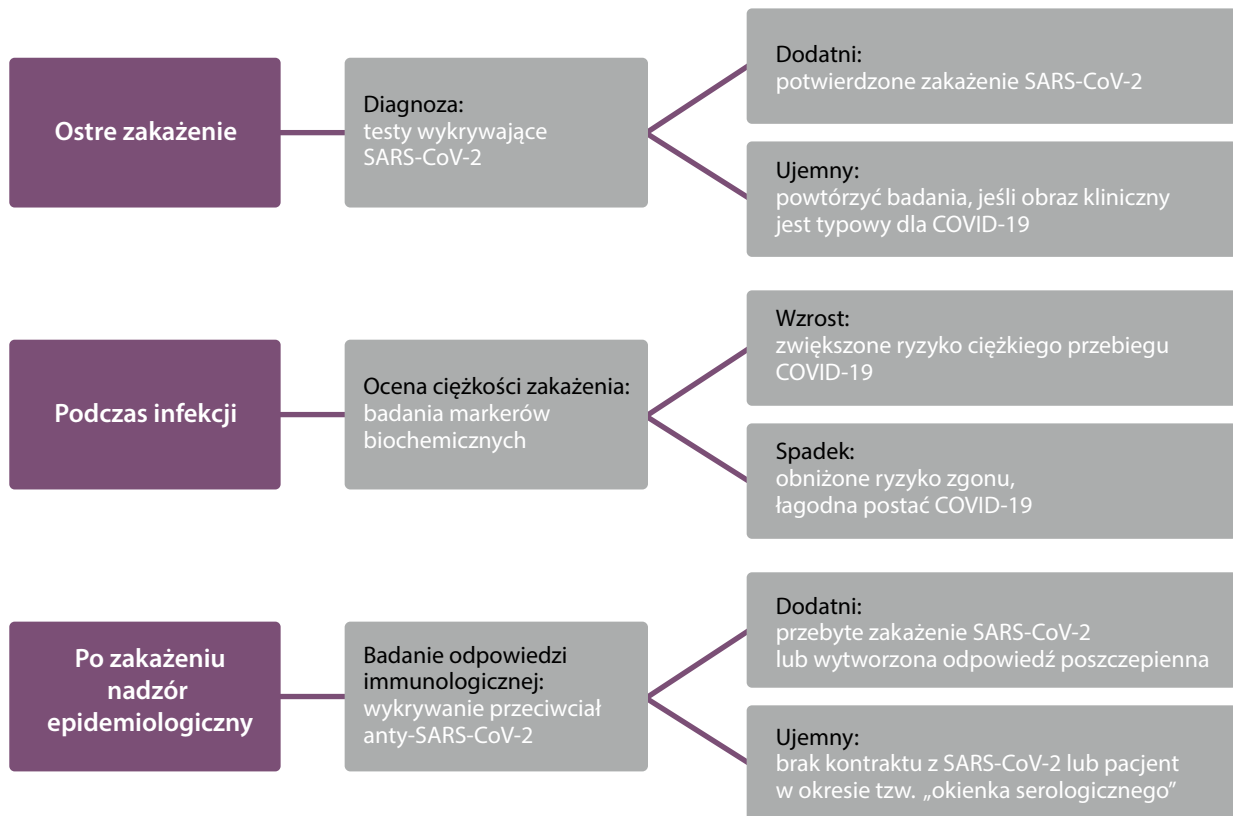 Ostre zakażenie
Diagnoza:
testy wykrywające
SARS-CoV-2
Dodatni:
potwierdzone zakażenie SARS-CoV-2
Ujemny:
powtórzyć badania, jeśli obraz kliniczny
jest typowy dla COVID-19
Podczas infekcji
Ocena ciężkości zakażenia:
badania markerów
biochemicznych
Wzrost:
zwiększone ryzyko ciężkiego przebiegu
COVID-19
Spadek:
obniżone ryzyko zgonu,
łagodna postać COVID-19
Po zakażeniu
nadzór
epidemiologiczny
Badanie odpowiedzi
immunologicznej:
wykrywanie przeciwciał
anty-SARS-CoV-2
Dodatni:
przebyte zakażenie SARS-CoV-2
lub wytworzona odpowiedź poszczepienna
Ujemny:
brak kontraktu z SARS-CoV-2 lub pacjent
w okresie tzw. „okienka serologicznego”